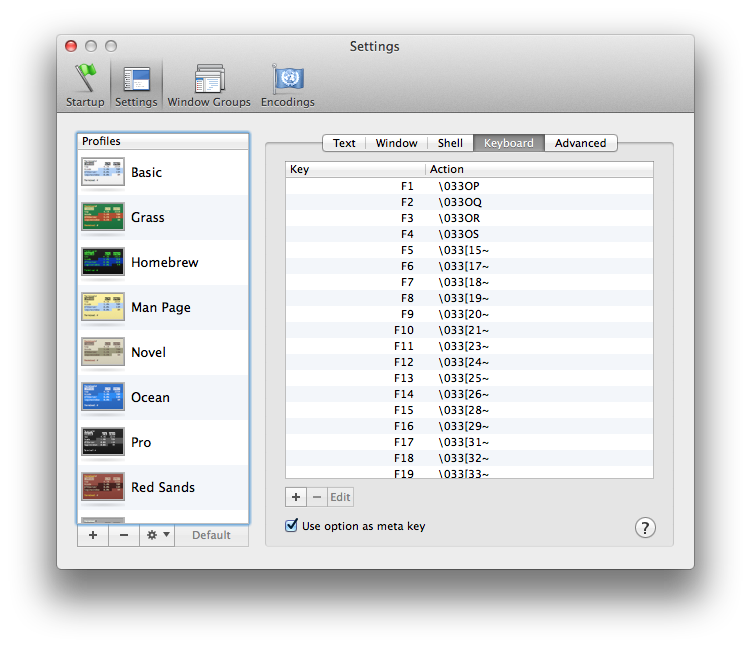 Settings
Startup Settings Window Groups Encodings
Profiles
Basic
Grass
Homebrew
Man Page
Novel
Ocean
Pro
Red Sands
+ − Default
Text Window Shell Keyboard Advanced
Key Action
F1 \033OP
F2 \033OQ
F3 \033OR
F4 \033OS
F5 \033[15~
F6 \033[17~
F7 \033[18~
F8 \033[19~
F9 \033[20~
F10 \033[21~
F11 \033[23~
F12 \033[24~
F13 \033[25~
F14 \033[26~
F15 \033[28~
F16 \033[29~
F17 \033[31~
F18 \033[32~
F19 \033[33~
+ − Edit
Use option as meta key
?